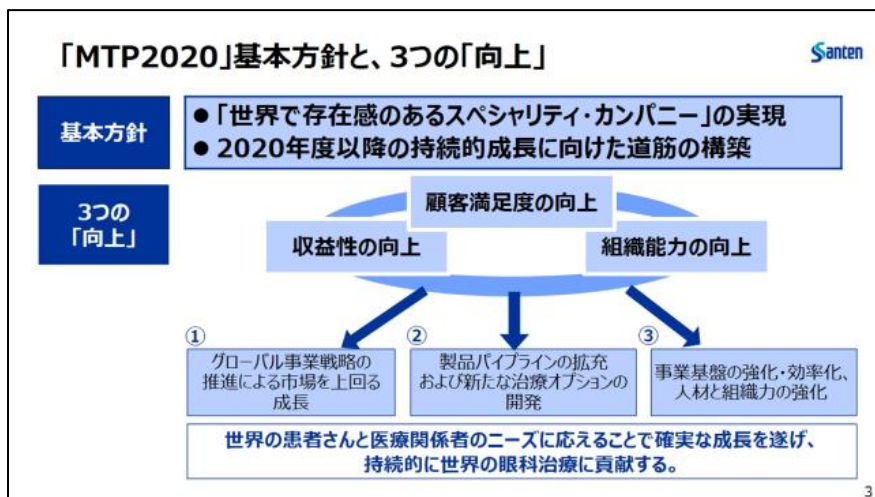 「MTP2020」基本方針と、3つの「向上」
Santen
基本方針
●「世界で存在感のあるスペシャリティ・カンパニー」の実現
● 2020年度以降の持続的成長に向けた道筋の構築
3つの
「向上」
顧客満足度の向上
収益性の向上
組織能力の向上
①
グローバル事業戦略の
推進による市場を上回る
成長
②
製品パイプラインの拡充
および新たな治療オプションの
開発
③
事業基盤の強化・効率化、
人材と組織力の強化
世界の患者さんと医療関係者のニーズに応えることで確実な成長を遂げ、
持続的に世界の眼科治療に貢献する。
3